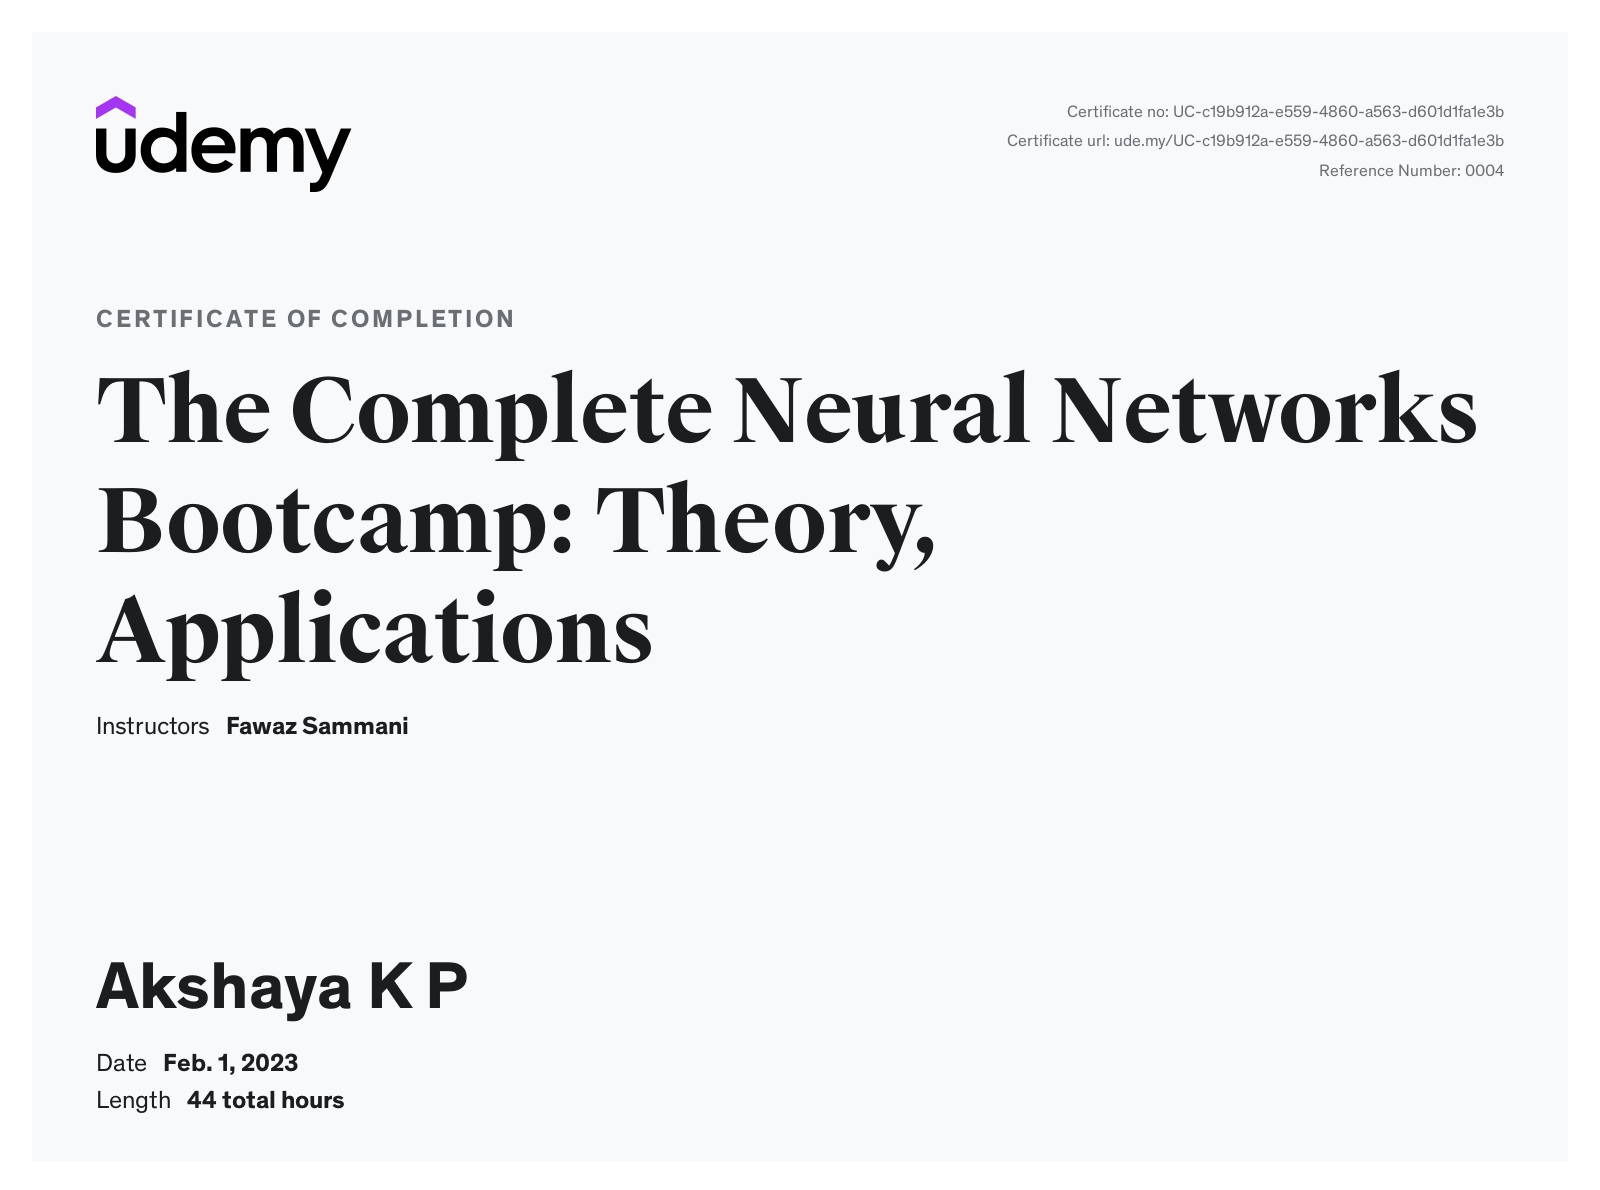 udemy
Certificate no: UC-c19b912a-e559-4860-a563-d601d1fa1e3b
Certificate url: ude.my/UC-c19b912a-e559-4860-a563-d601d1fa1e3b
Reference Number: 0004
CERTIFICATE OF COMPLETION
The Complete Neural Networks
Bootcamp: Theory,
Applications
Instructors Fawaz Sammani
Akshaya K P
Date Feb. 1, 2023
Length 44 total hours